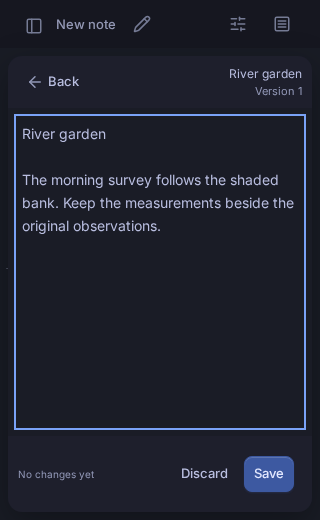 New note
Back
River garden
Version 1
River garden
The morning survey follows the shaded
bank. Keep the measurements beside the
original observations.
No changes yet
Discard
Save